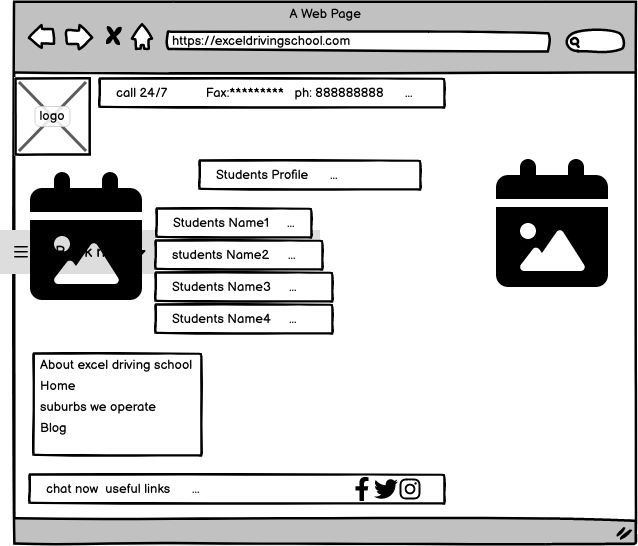 A Web Page
https://exceldrivingschool.com
call 24/7 Fax:********* ph: 888888888 ...
logo
Students Profile ...
Students Name1 ...
students Name2 ...
Students Name3 ...
Students Name4 ...
About excel driving school
Home
suburbs we operate
Blog
chat now useful links ...